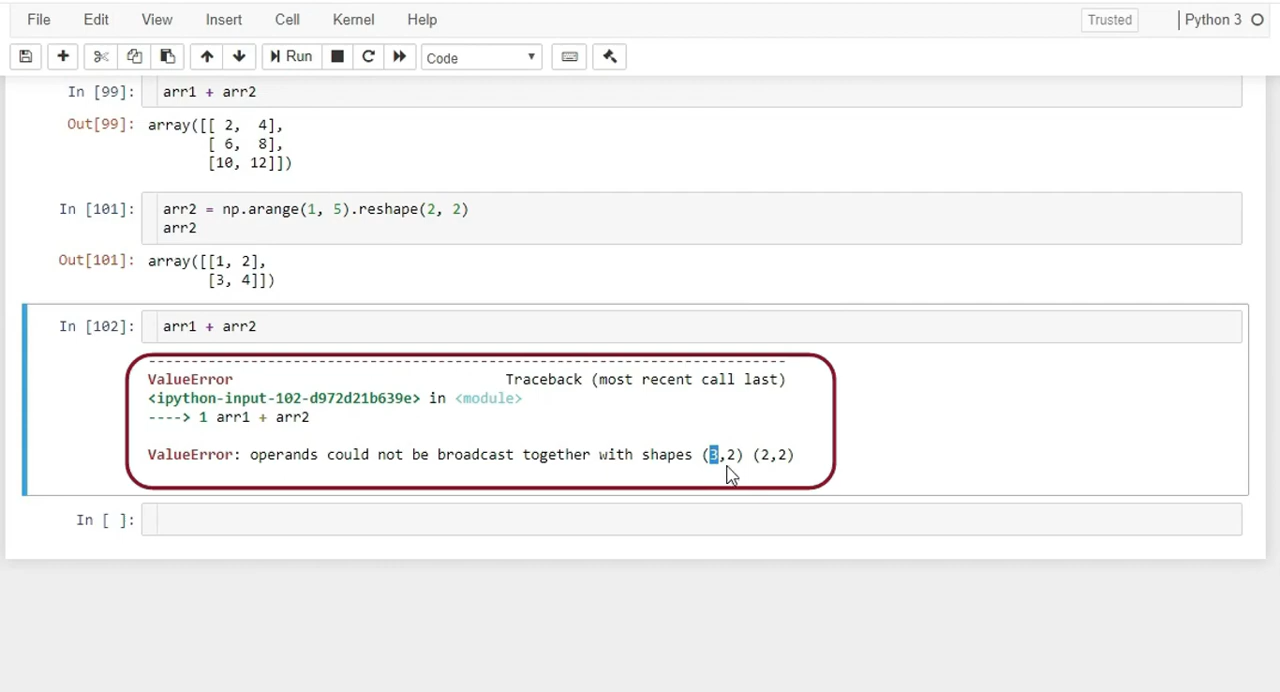 File Edit View Insert Cell Kernel Help Trusted Python 3
Run Code
In [99]: arr1 + arr2
Out[99]: array([[ 2, 4],
[ 6, 8],
[10, 12]])
In [101]: arr2 = np.arange(1, 5).reshape(2, 2)
arr2
Out[101]: array([[1, 2],
[3, 4]])
In [102]: arr1 + arr2
---------------------------------------------------------------------------
ValueError Traceback (most recent call last)
<ipython-input-102-d972d21b639e> in <module>
----> 1 arr1 + arr2
ValueError: operands could not be broadcast together with shapes (3,2) (2,2)
In [ ]: